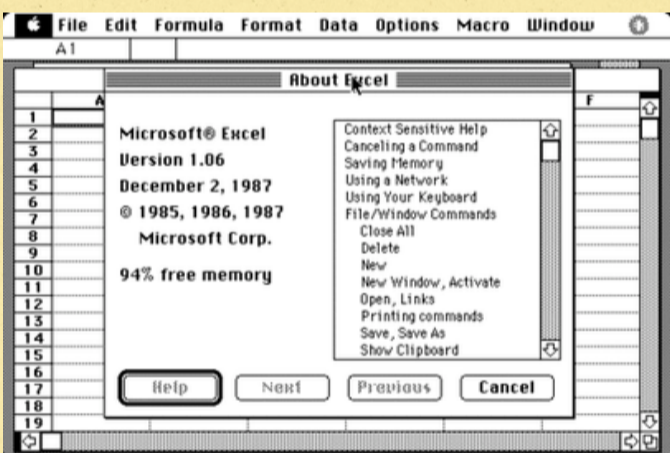 File Edit Formula Format Data Options Macro Window
A1
About Excel
A F
1
2
3
4
5
6
7
8
9
10
11
12
13
14
15
16
17
18
19
Microsoft® Excel
Version 1.06
December 2, 1987
© 1985, 1986, 1987
Microsoft Corp.
94% free memory
Context Sensitive Help
Canceling a Command
Saving Memory
Using a Network
Using Your Keyboard
File/Window Commands
Close All
Delete
New
New Window, Activate
Open, Links
Printing commands
Save, Save As
Show Clipboard
Help Next Previous Cancel